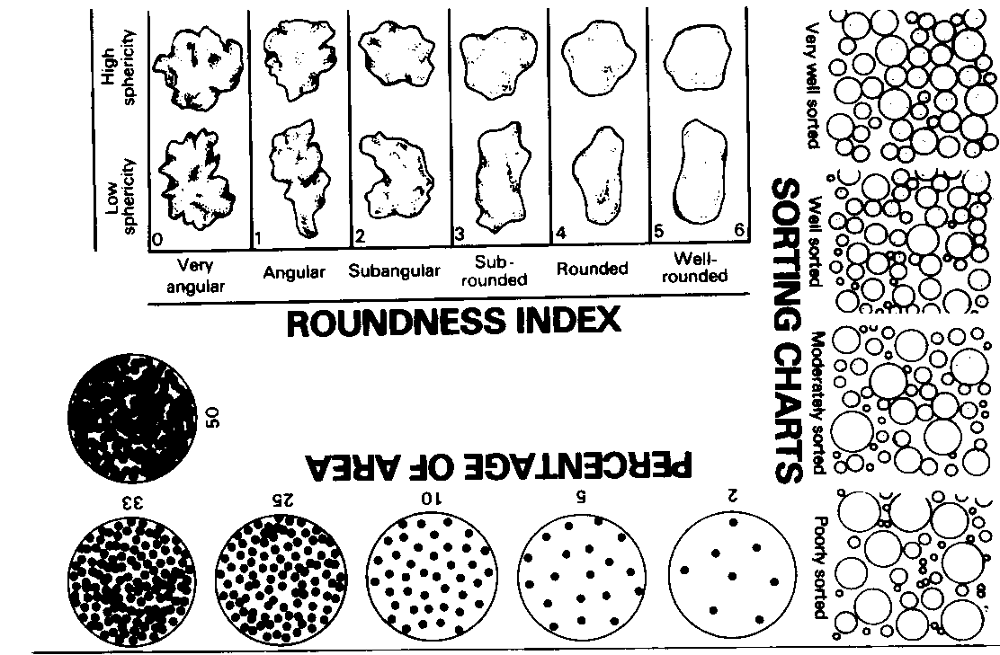 High
sphericity
Low
sphericity
0
1
2
3
4
5
6
Very
angular
Angular
Subangular
Sub-
rounded
Rounded
Well-
rounded
ROUNDNESS INDEX
SORTING CHARTS
Very well sorted
Well sorted
Moderately sorted
Poorly sorted
PERCENTAGE OF AREA
2
5
10
25
33
50